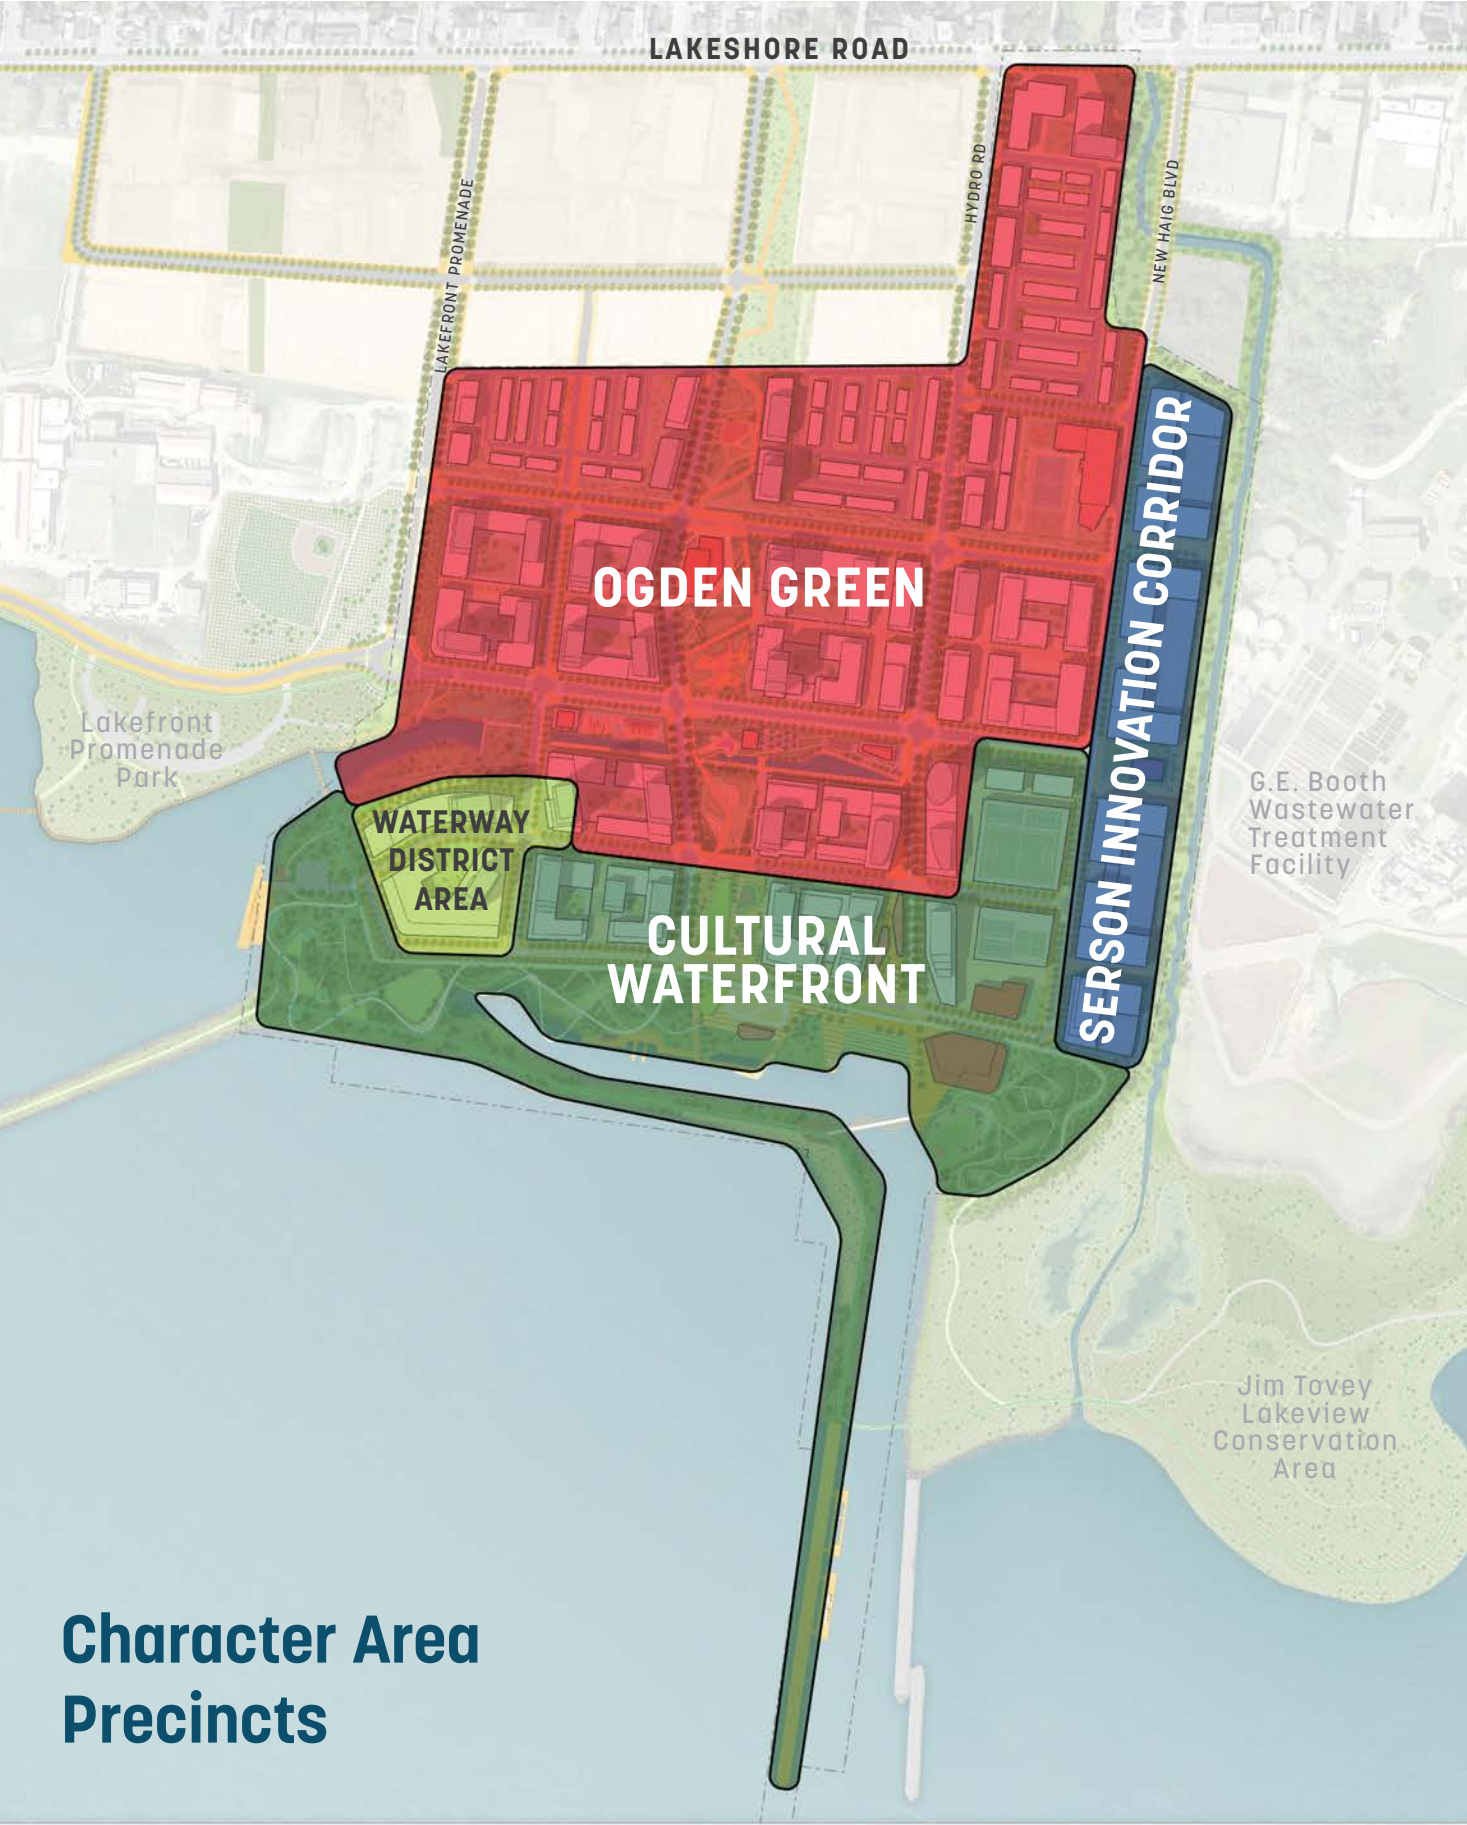 LAKESHORE ROAD
HYDRO RD
NEW HAIG BLVD
LAKEFRONT PROMENADE
SERSON INNOVATION CORRIDOR
OGDEN GREEN
Lakefront
Promenade
Park
G.E. Booth
Wastewater
Treatment
Facility
WATERWAY
DISTRICT
AREA
CULTURAL
WATERFRONT
Jim Tovey
Lakeview
Conservation
Area
Character Area
Precincts